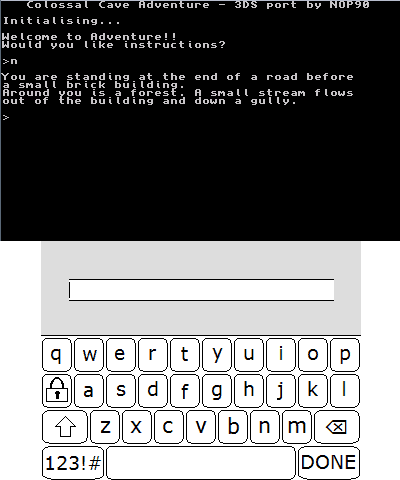 Colossal Cave Adventure - 3DS port by NOP90
Initialising...
Welcome to Adventure!!
Would you like instructions?
>n
You are standing at the end of a road before
a small brick building.
Around you is a forest. A small stream flows
out of the building and down a gully.
>
q w e r t y u i o p
a s d f g h j k l
z x c v b n m ⌫
123!# DONE